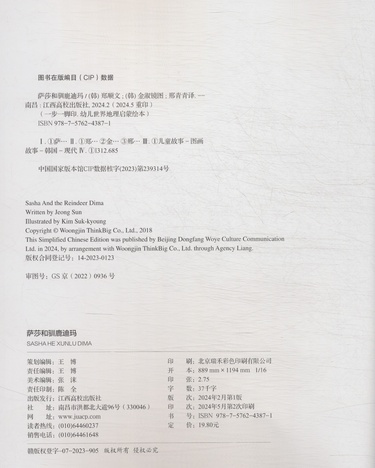 图书在版编目（CIP）数据
萨莎和驯鹿迪玛 / （韩）郑顺文；（韩）金淑镜图；邢青青译. --
南昌：江西高校出版社, 2024.2（2024.5 重印）
（一步一脚印. 幼儿世界地理启蒙绘本）
ISBN 978-7-5762-4387-1
Ⅰ. ①萨… Ⅱ. ①郑… ②金… ③邢… Ⅲ. ①儿童故事-图画
故事-韩国-现代 Ⅳ. ①I312.685
中国国家版本馆CIP数据核字(2023)第239314号
Sasha And the Reindeer Dima
Written by Jeong Sun
Illustrated by Kim Suk-kyoung
Copyright © Woongjin ThinkBig Co., Ltd., 2018
This Simplified Chinese Edition was published by Beijing Dongfang Woye Culture Communication
Ltd. in 2024, by arrangement with Woongjin ThinkBig Co., Ltd. through Agency Liang.
版权合同登记号：14-2023-0123
审图号：GS 京（2022）0936 号
萨莎和驯鹿迪玛
SASHA HE XUNLU DIMA
策划编辑：王 博 印 刷：北京瑞禾彩色印刷有限公司
责任编辑：王 博 开 本：889 mm×1194 mm 1/16
美术编辑：张 沫 印 张：2.75
责任印制：陈 全 字 数：37千字
出版发行：江西高校出版社 版 次：2024年2月第1版
社 址：南昌市洪都北大道96号（330046） 印 次：2024年5月第2次印刷
网 址：www.juacp.com 书 号：ISBN 978-7-5762-4387-1
读者热线：(010)64460237 定 价：19.80元
销售电话：(010)64461648
赣版权登字-07-2023-905 版权所有 侵权必究